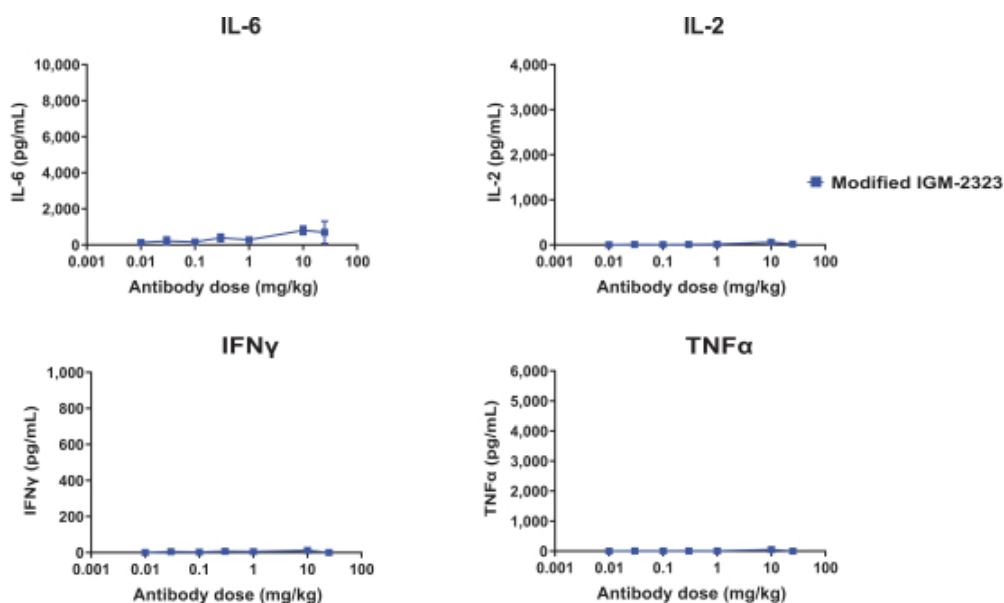 IL-6
10,000
8,000
6,000
4,000
2,000
0
IL-6 (pg/mL)
0.001 0.01 0.1 1 10 100
Antibody dose (mg/kg)
IL-2
4,000
3,000
2,000
1,000
0
IL-2 (pg/mL)
0.001 0.01 0.1 1 10 100
Antibody dose (mg/kg)
Modified IGM-2323
IFNγ
1,000
800
600
400
200
0
IFNγ (pg/mL)
0.001 0.01 0.1 1 10 100
Antibody dose (mg/kg)
TNFα
6,000
5,000
4,000
3,000
2,000
1,000
0
TNFα (pg/mL)
0.001 0.01 0.1 1 10 100
Antibody dose (mg/kg)